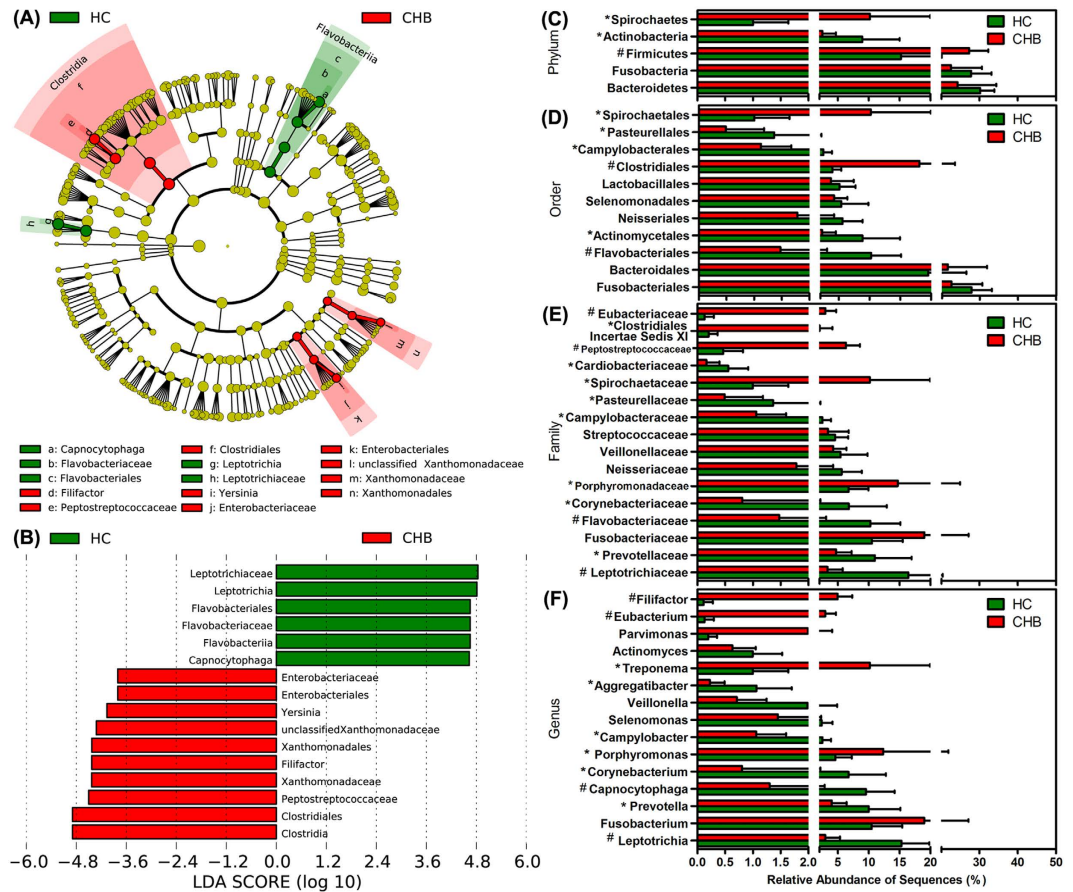 (A)
HC
CHB
Flavobacteriia
c
b
a
Clostridia
f
e
d
h
g
l
m
n
i
j
k
a: Capnocytophaga
b: Flavobacteriaceae
c: Flavobacteriales
d: Filifactor
e: Peptostreptococcaceae
f: Clostridiales
g: Leptotrichia
h: Leptotrichiaceae
i: Yersinia
j: Enterobacteriaceae
k: Enterobacteriales
l: unclassified Xanthomonadaceae
m: Xanthomonadaceae
n: Xanthomonadales
(B)
HC
CHB
Leptotrichiaceae
Leptotrichia
Flavobacteriales
Flavobacteriaceae
Flavobacteriia
Capnocytophaga
Enterobacteriaceae
Enterobacteriales
Yersinia
unclassifiedXanthomonadaceae
Xanthomonadales
Filifactor
Xanthomonadaceae
Peptostreptococcaceae
Clostridiales
Clostridia
−6.0 −4.8 −3.6 −2.4 −1.2 0.0 1.2 2.4 3.6 4.8 6.0
LDA SCORE (log 10)
(C)
Phylum
*Spirochaetes
*Actinobacteria
# Firmicutes
Fusobacteria
Bacteroidetes
HC
CHB
(D)
Order
*Spirochaetales
*Pasteurellales
*Campylobacterales
#Clostridiales
Lactobacillales
Selenomonadales
Neisseriales
*Actinomycetales
#Flavobacteriales
Bacteroidales
Fusobacteriales
HC
CHB
(E)
Family
# Eubacteriaceae
*Clostridiales
Incertae Sedis XI
# Peptostreptococcaceae
*Cardiobacteriaceae
*Spirochaetaceae
*Pasteurellaceae
*Campylobacteraceae
Streptococcaceae
Veillonellaceae
Neisseriaceae
*Porphyromonadaceae
*Corynebacteriaceae
# Flavobacteriaceae
Fusobacteriaceae
* Prevotellaceae
# Leptotrichiaceae
HC
CHB
(F)
Genus
#Filifactor
#Eubacterium
Parvimonas
Actinomyces
*Treponema
*Aggregatibacter
Veillonella
Selenomonas
*Campylobacter
* Porphyromonas
*Corynebacterium
# Capnocytophaga
*Prevotella
Fusobacterium
# Leptotrichia
HC
CHB
0.0 0.5 1.0 1.5 2.0 5 10 15 20 30 40 50
Relative Abundance of Sequences (%)